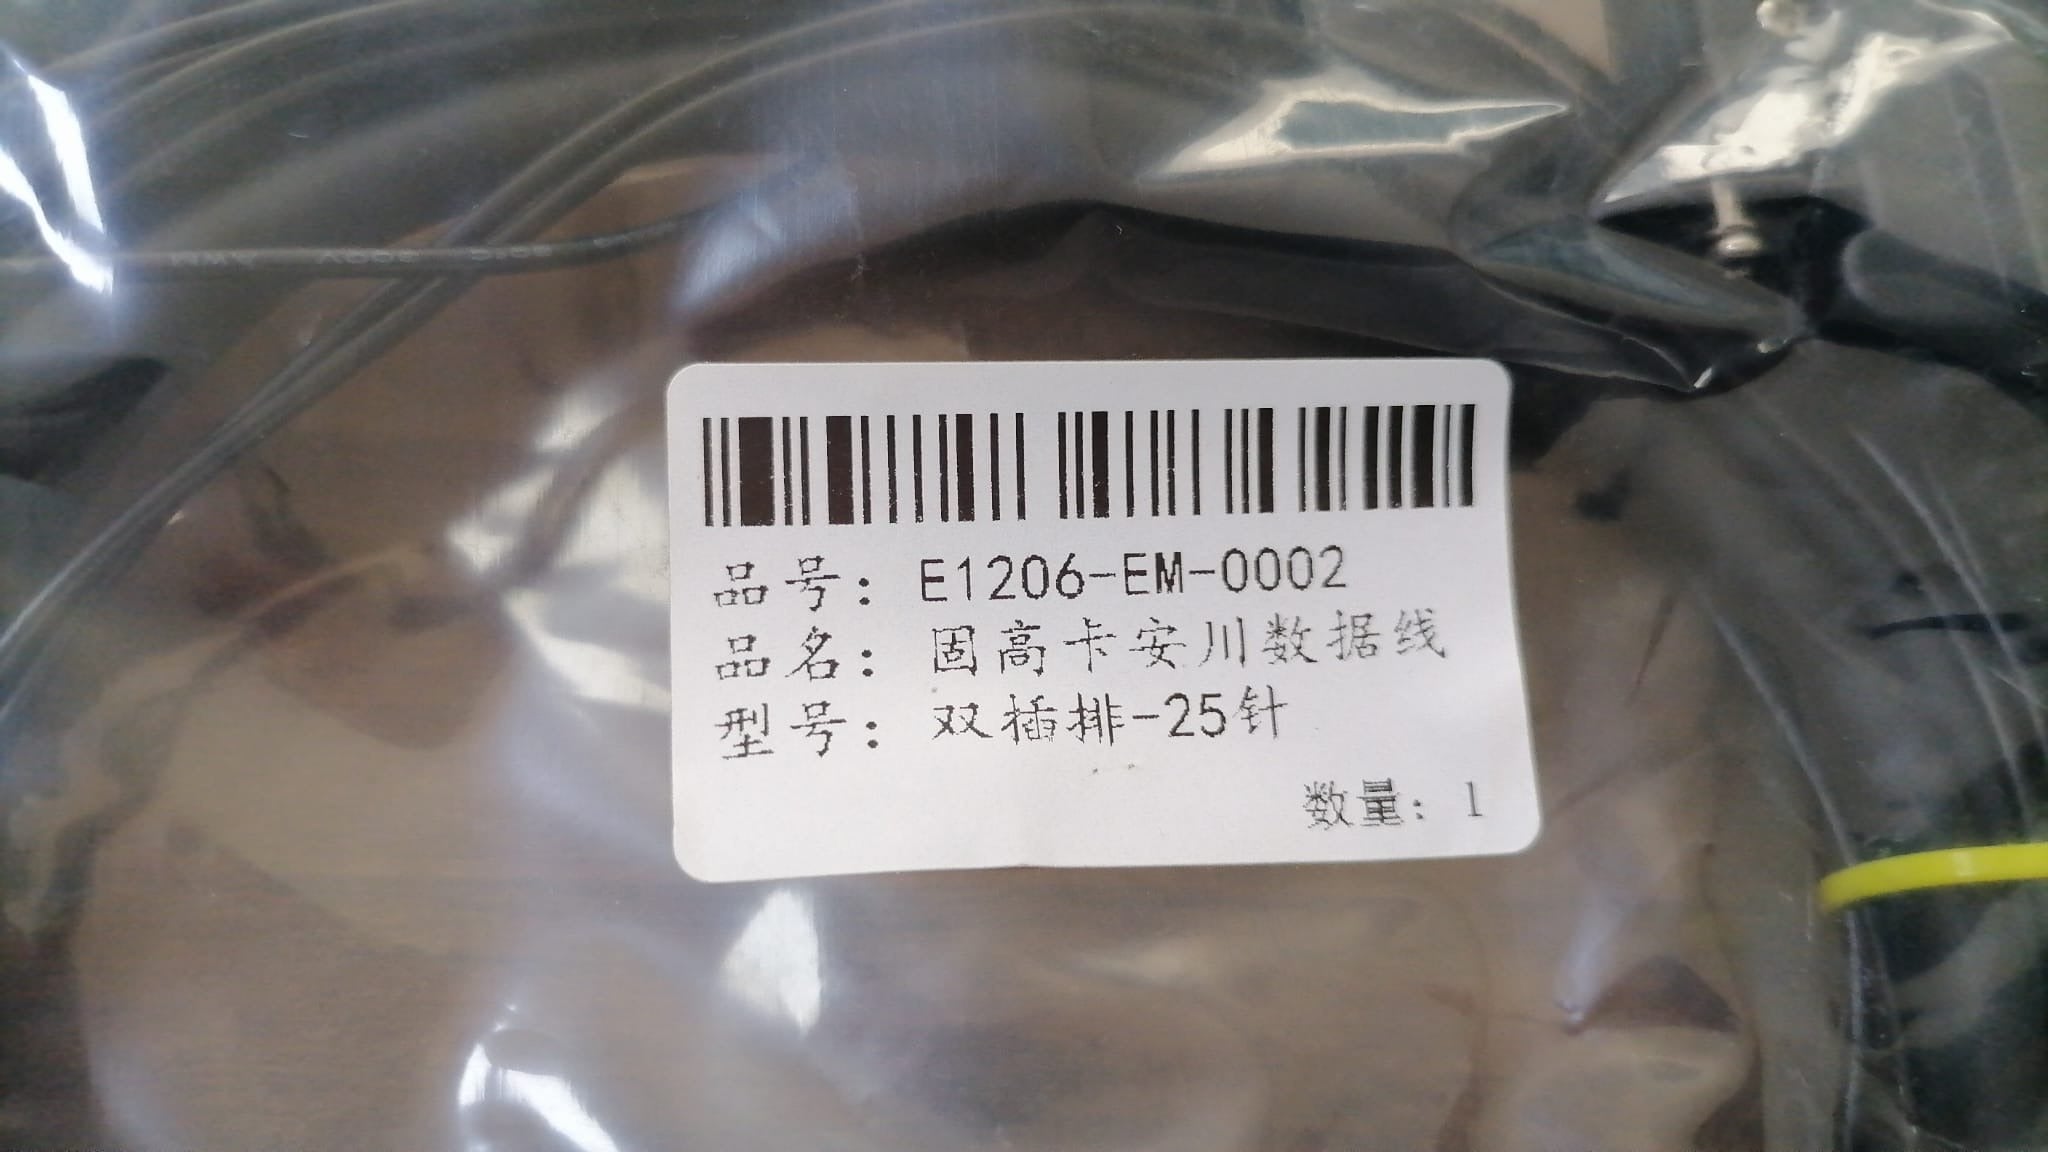 品号: E1206-EM-0002
品名: 固高卡安川数据线
型号: 双插排-25针
数量: 1